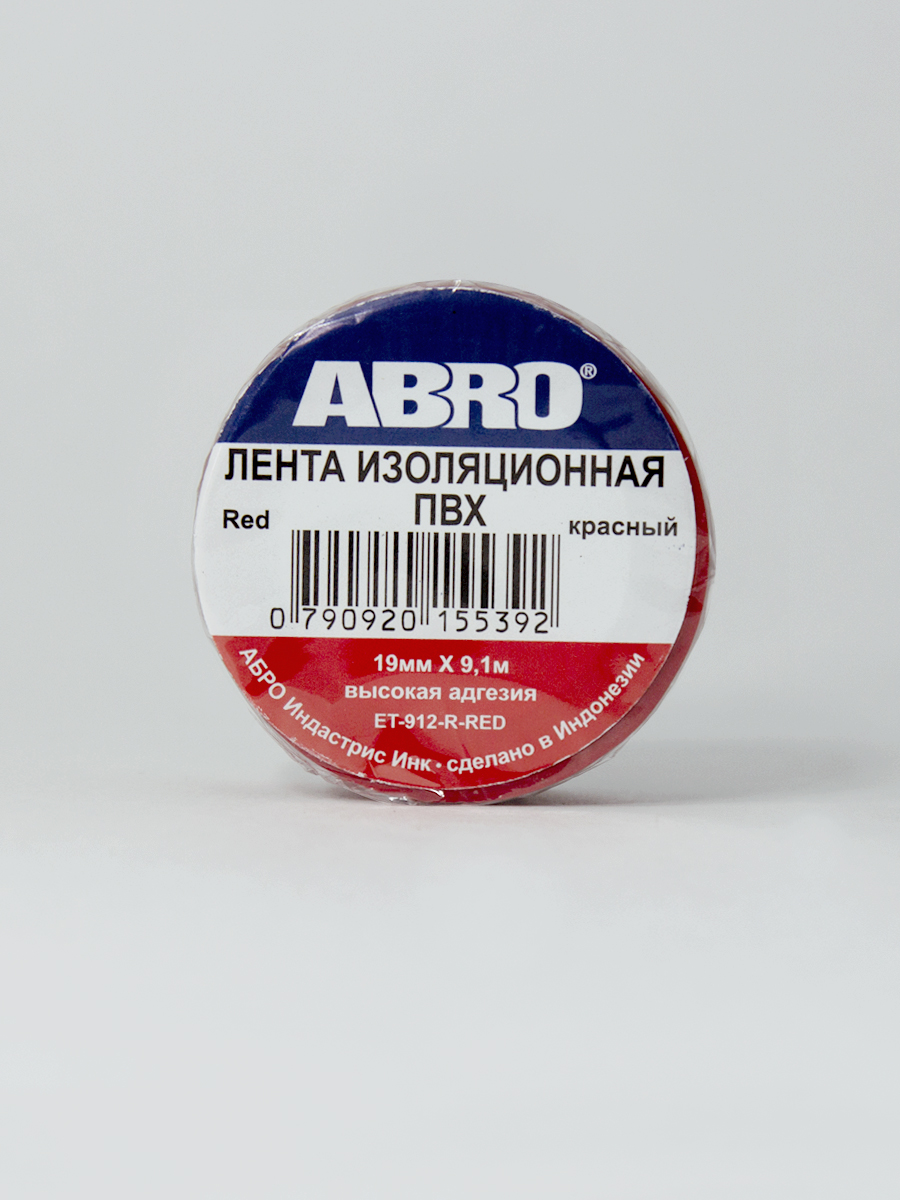 ABRO®
ЛЕНТА ИЗОЛЯЦИОННАЯ
ПВХ
Red
красный
0 790920 155392
19мм X 9,1м
высокая адгезия
ET-912-R-RED
АБРО Индастрис Инк • сделано в Индонезии